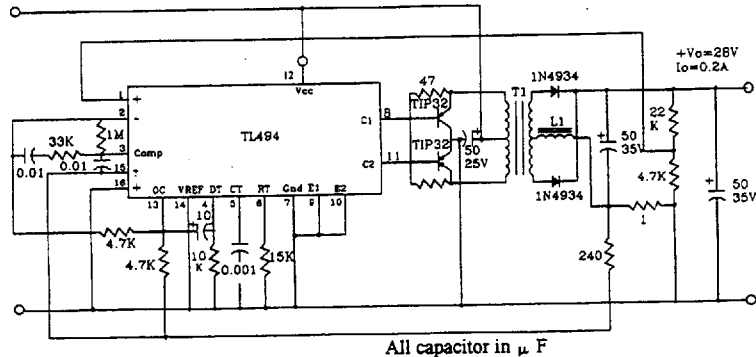 +Vo=28V
Io=0.2A
12
Vcc
47
TIP32
T1
1N4934
1
+
2
-
1M
33K
3
Comp
0.01
0.01
15
-
16
+
TL494
C1
8
TIP32
C2
11
50
25V
L1
1N4934
50
35V
22
K
4.7K
50
35V
1
240
OC
VREF
DT
CT
RT
Gnd
E1
E2
13
14
4
5
6
7
9
10
4.7K
4.7K
10
10
K
0.001
15K
All capacitor in μ F